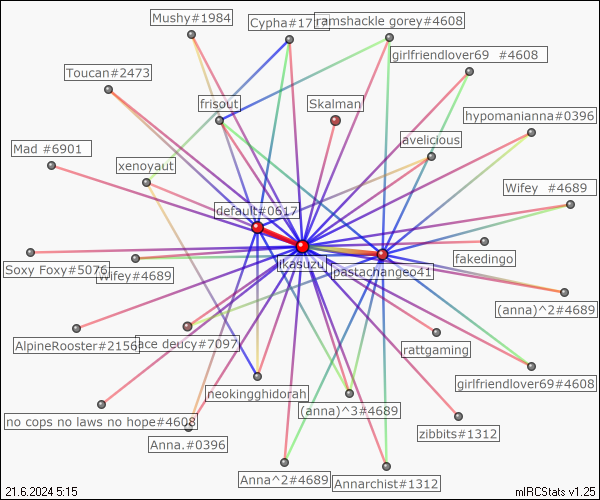 Mushy#1984
Cypha#1717
ramshackle gorey#4608
girlfriendlover69 #4608
Toucan#2473
frisout
Skalman
hypomanianna#0396
avelicious
Mad #6901
xenoyaut
Wifey #4689
default#0617
ikasuzu
pastachangeo41
fakedingo
Soxy Foxy#5076
Wifey#4689
(anna)^2#4689
AlpineRooster#2156
ace deucy#7097
rattgaming
girlfriendlover69#4608
neokingghidorah
(anna)^3#4689
no cops no laws no hope#4608
Anna.#0396
zibbits#1312
Anna^2#4689
Annarchist#1312
21.6.2024 5:15
mIRCStats v1.25